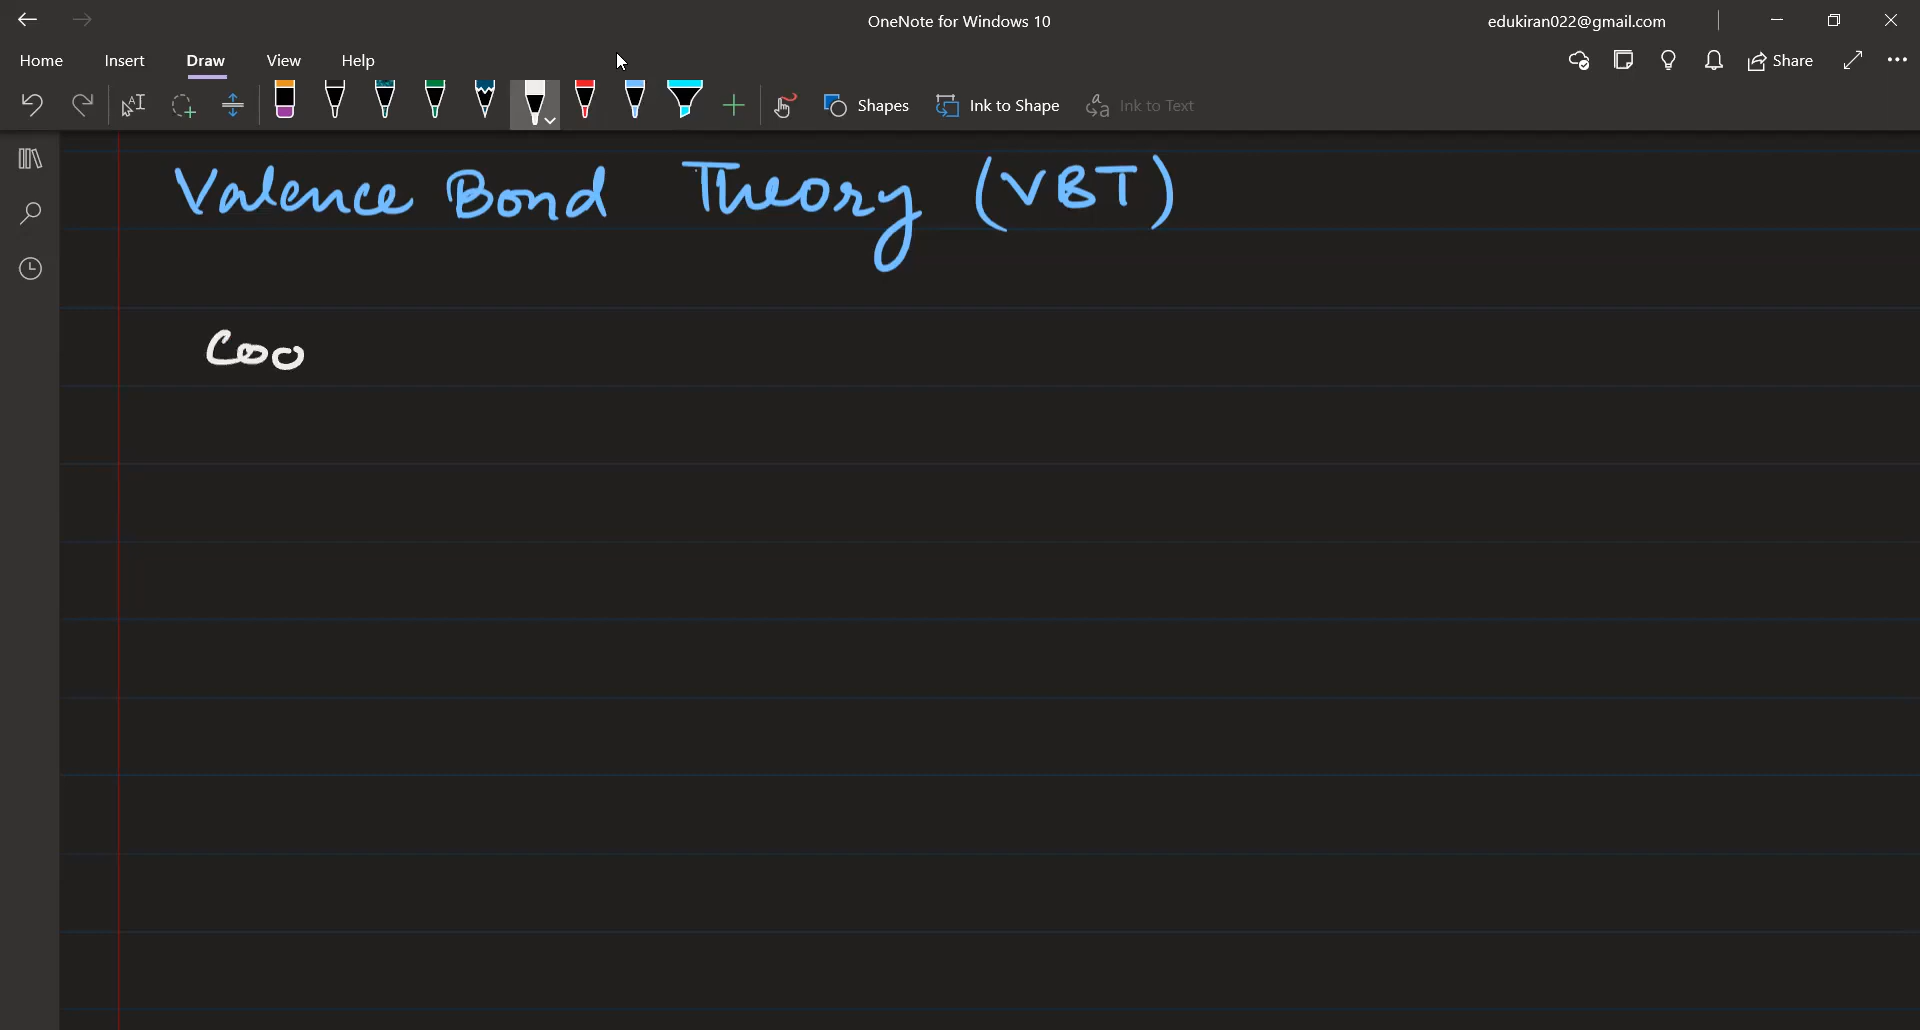 OneNote for Windows 10
edukiran022@gmail.com
Home Insert Draw View Help
Share
Shapes Ink to Shape Ink to Text
Valence Bond Theory (VBT)
Coo